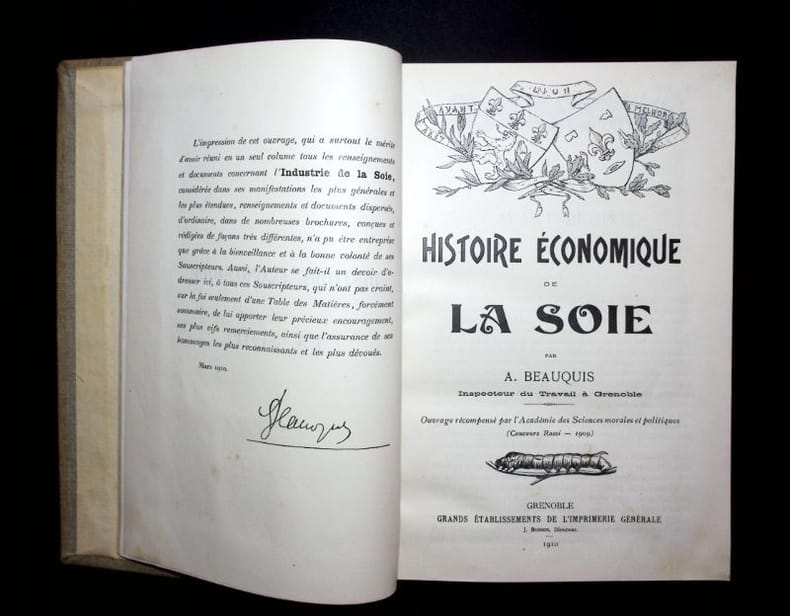 L'impression de cet ouvrage, qui a surtout le mérite
d'avoir réuni en un seul volume tous les renseignements
et documents concernant l'Industrie de la Soie,
considérée dans ses manifestations les plus générales et
les plus étendues, renseignements et documents dispersés,
d'ordinaire, dans de nombreuses brochures, conçues et
rédigées de façons très différentes, n'a pu être entreprise
que grâce à la bienveillance et à la bonne volonté de ses
Souscripteurs. Aussi, l'Auteur se fait-il un devoir d'a-
dresser ici, à tous ces Souscripteurs, qui n'ont pas craint,
sur la foi seulement d'une Table des Matières, forcément
sommaire, de lui apporter leur précieux encouragement,
ses plus vifs remerciements, ainsi que l'assurance de ses
hommages les plus reconnaissants et les plus dévoués.
Mars 1910.
AVANT
MELHOR
HISTOIRE ÉCONOMIQUE
DE
LA SOIE
PAR
A. BEAUQUIS
Inspecteur du Travail à Grenoble
Ouvrage récompensé par l'Académie des Sciences morales et politiques
(Concours Rossi — 1909)
GRENOBLE
GRANDS ÉTABLISSEMENTS DE L'IMPRIMERIE GÉNÉRALE
J. Directeur.
1910